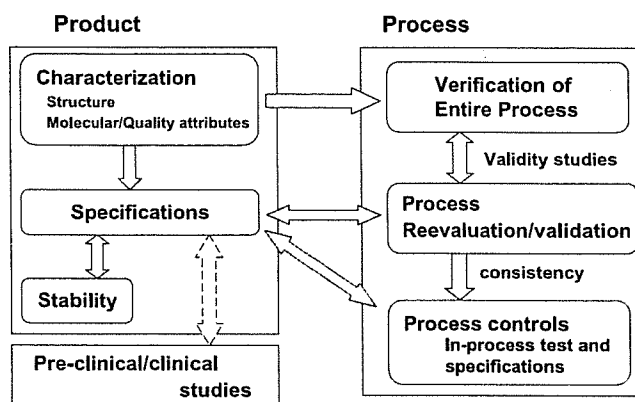 Product
Characterization
Structure
Molecular/Quality attributes
Specifications
Stability
Pre-clinical/clinical
studies
Process
Verification of
Entire Process
Validity studies
Process
Reevaluation/validation
consistency
Process controls
In-process test and
specifications